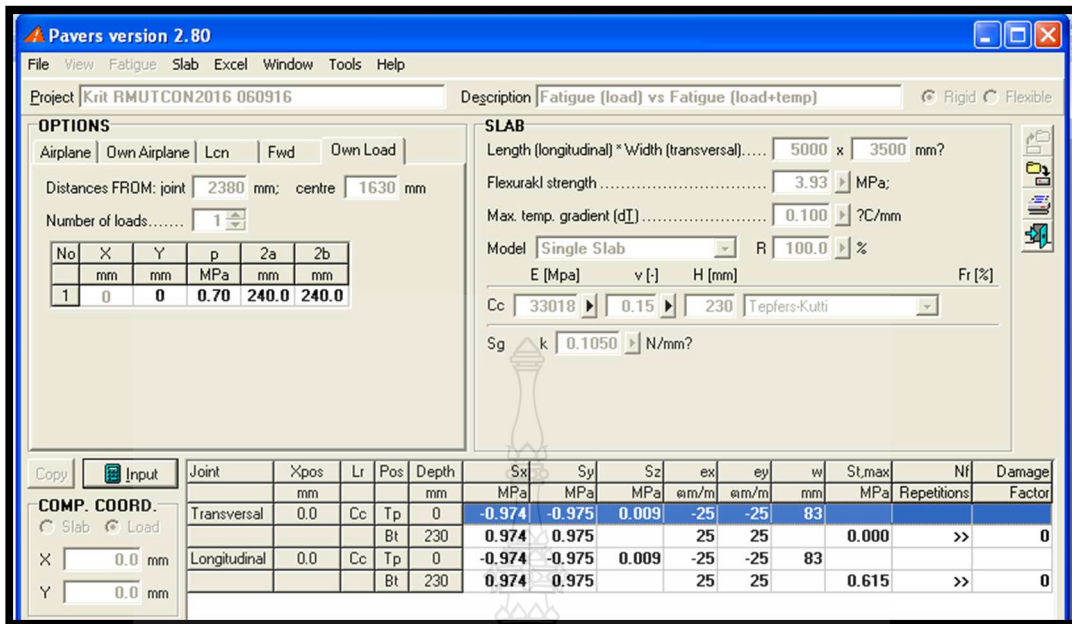 Pavers version 2.80
File View Fatigue Slab Excel Window Tools Help
Project Krit RMUTCON2016 060916 Description Fatigue (load) vs Fatigue (load+temp) Rigid Flexible
OPTIONS
Airplane Own Airplane Lcn Fwd Own Load
Distances FROM: joint 2380 mm; centre 1630 mm
Number of loads....... 1
No X Y p 2a 2b
mm mm MPa mm mm
1 0 0 0.70 240.0 240.0
SLAB
Length (longitudinal) * Width (transversal)..... 5000 x 3500 mm?
Flexurakl strength ................................ 3.93 MPa;
Max. temp. gradient (dT)........................ 0.100 ?C/mm
Model Single Slab R 100.0 %
E [Mpa] v [-] H [mm] Fr [%]
Cc 33018 0.15 230 Tepfers-Kutti
Sg k 0.1050 N/mm?
Copy Input
COMP. COORD.
Slab Load
X 0.0 mm
Y 0.0 mm
Joint Xpos Lr Pos Depth Sx Sy Sz ex ey w St,max Nf Damage
mm mm MPa MPa MPa ฒm/m ฒm/m mm MPa Repetitions Factor
Transversal 0.0 Cc Tp 0 -0.974 -0.975 0.009 -25 -25 83
Bt 230 0.974 0.975 25 25 0.000 >> 0
Longitudinal 0.0 Cc Tp 0 -0.974 -0.975 0.009 -25 -25 83
Bt 230 0.974 0.975 25 25 0.615 >> 0